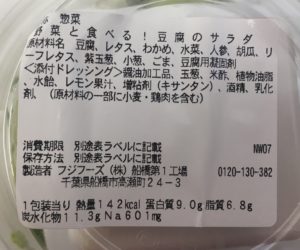 惣菜
野菜と食べる！豆腐のサラダ
原材料名 豆腐、レタス、わかめ、水菜、人参、胡瓜、リ
ーフレタス、紫玉葱、小葱、ごま、豆腐用凝固剤
＜添付ドレッシング＞醤油加工品、玉葱、米酢、植物油脂
、水飴、レモン果汁、増粘剤（キサンタン）、酒精、乳化
剤、（原材料の一部に小麦・鶏肉を含む）
消費期限 別途表ラベルに記載
保存方法 別途表ラベルに記載 NW07
製造者 フジフーズ（株）船橋第1工場 0120-130-382
千葉県船橋市高瀬町24-3
1包装当り 熱量142kcal 蛋白質9.0g 脂質6.8g
炭水化物11.3g Na601mg